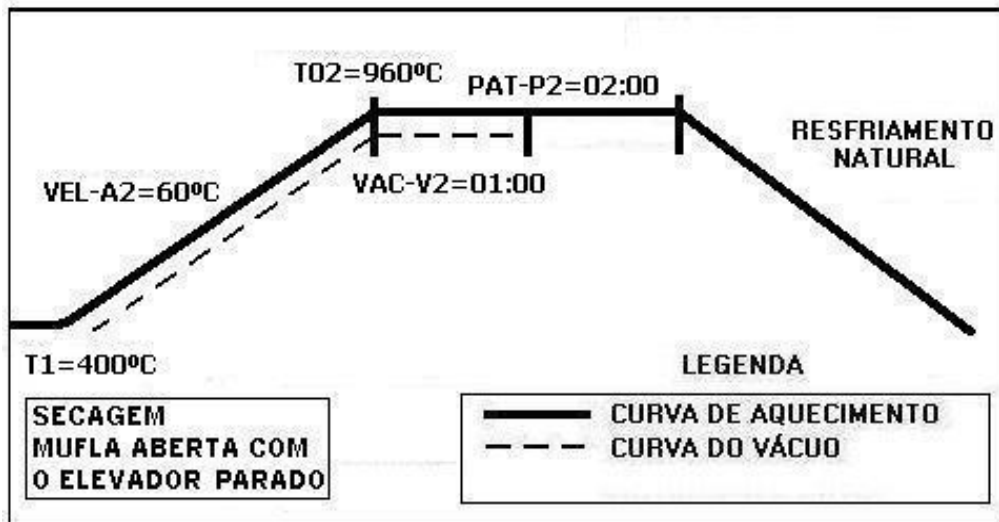 T02=960ºC
PAT-P2=02:00
RESFRIAMENTO
NATURAL
VEL-A2=60ºC
VAC-V2=01:00
T1=400ºC
LEGENDA
SECAGEM
MUFLA ABERTA COM
O ELEVADOR PARADO
CURVA DE AQUECIMENTO
CURVA DO VÁCUO